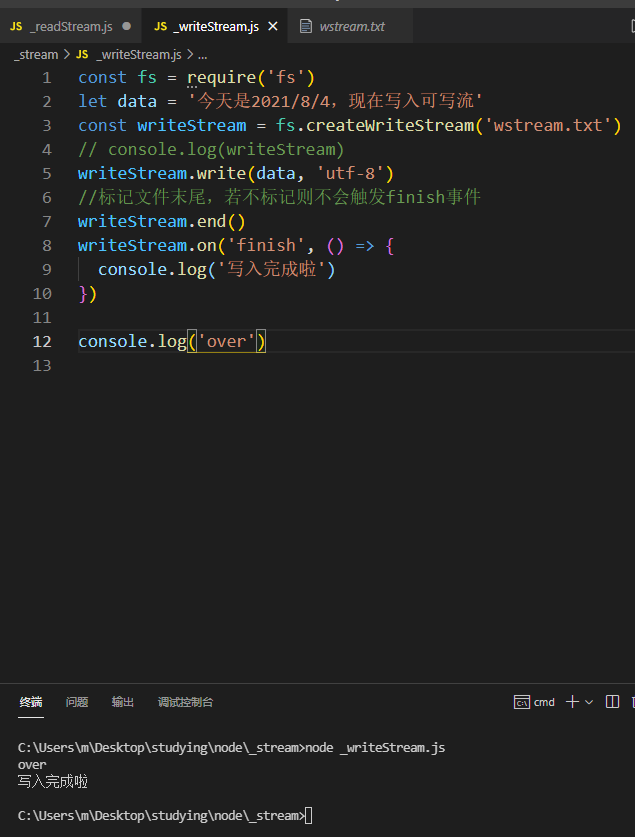 JS _readStream.js ● JS _writeStream.js × wstream.txt
_stream > JS _writeStream.js > ...
1 const fs = require('fs')
2 let data = '今天是2021/8/4，现在写入可写流'
3 const writeStream = fs.createWriteStream('wstream.txt')
4 // console.log(writeStream)
5 writeStream.write(data, 'utf-8')
6 //标记文件末尾，若不标记则不会触发finish事件
7 writeStream.end()
8 writeStream.on('finish', () => {
9 console.log('写入完成啦')
10 })
11
12 console.log('over')
13
终端 问题 输出 调试控制台 cmd
C:\Users\m\Desktop\studying\node\_stream>node _writeStream.js
over
写入完成啦
C:\Users\m\Desktop\studying\node\_stream>